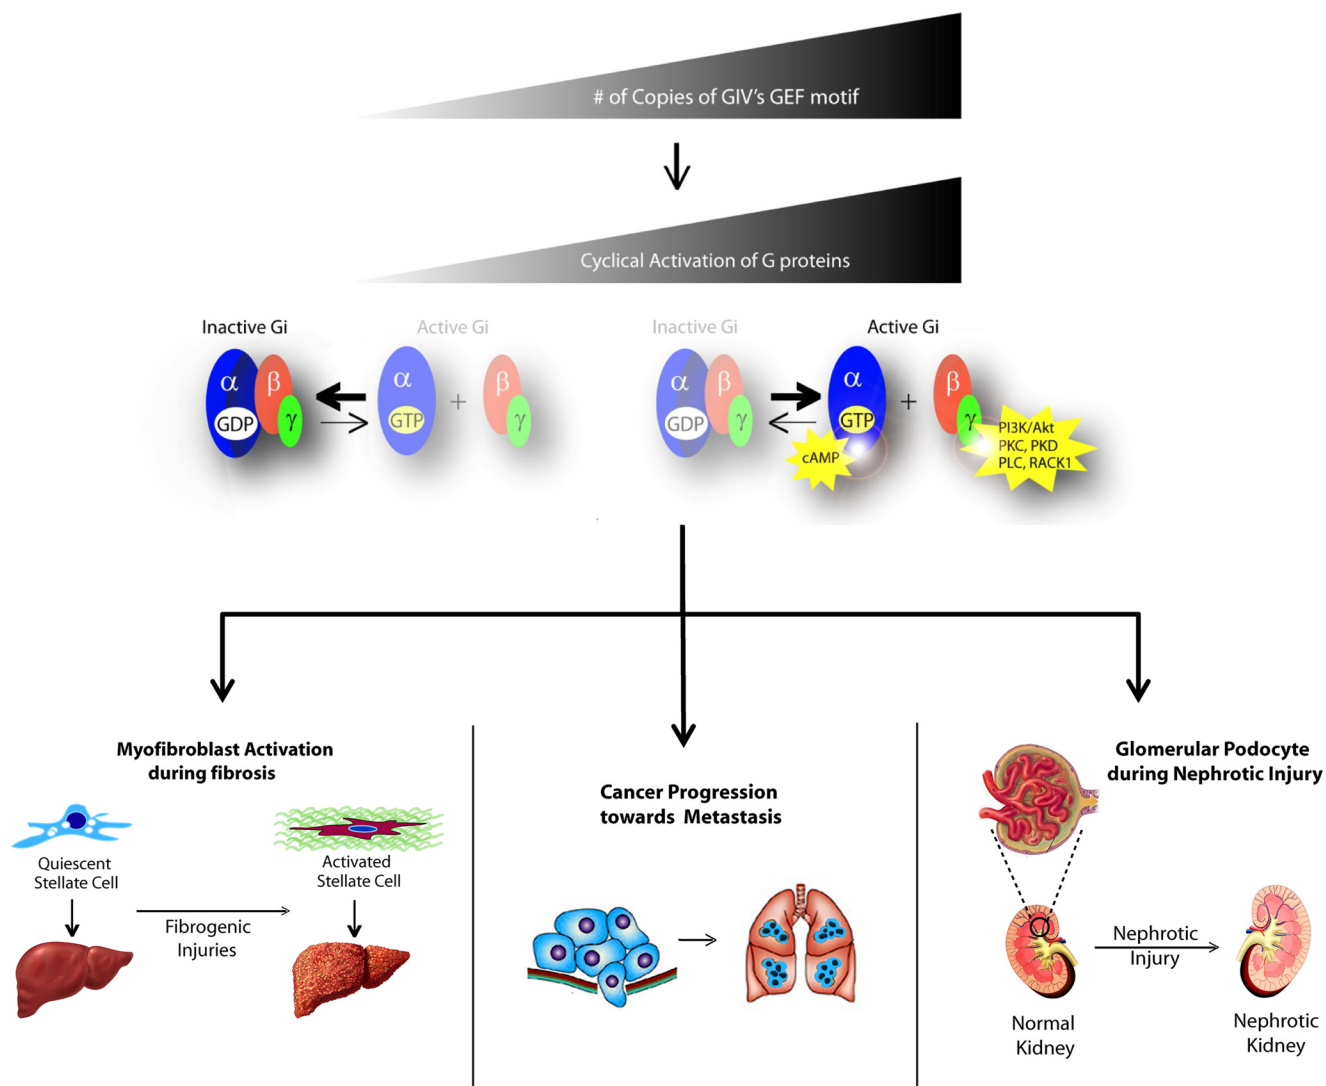 # of Copies of GIV's GEF motif
Cyclical Activation of G proteins
Inactive Gi
Active Gi
α
β
γ
GDP
α
GTP
+
β
γ
Inactive Gi
Active Gi
α
β
γ
GDP
α
GTP
cAMP
+
β
γ
PI3K/Akt
PKC, PKD
PLC, RACK1
Myofibroblast Activation
during fibrosis
Quiescent
Stellate Cell
Activated
Stellate Cell
Fibrogenic
Injuries
Cancer Progression
towards Metastasis
Glomerular Podocyte
during Nephrotic Injury
Nephrotic
Injury
Normal
Kidney
Nephrotic
Kidney